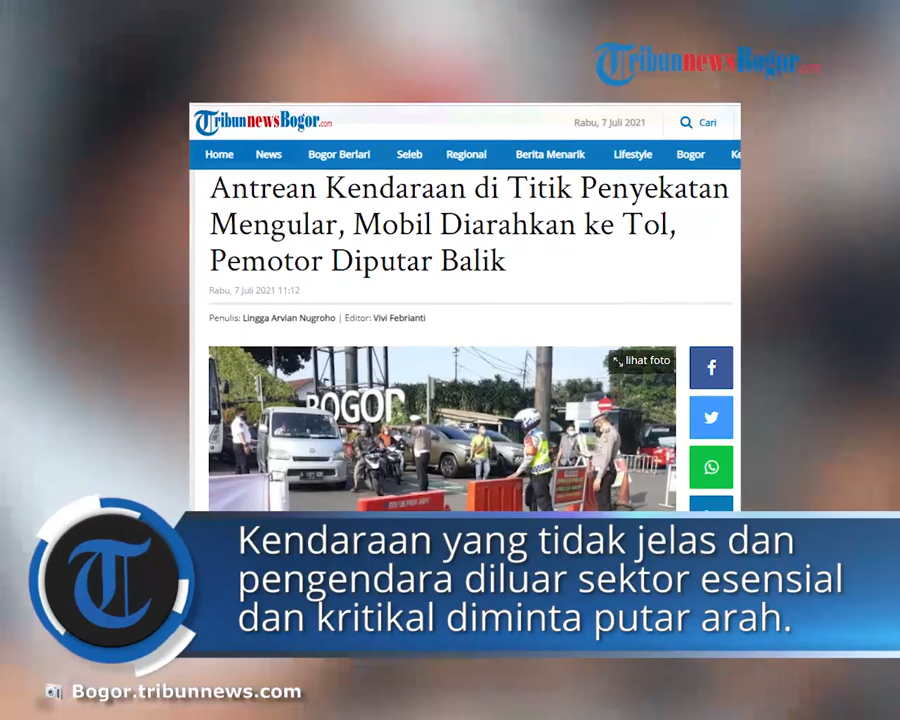 TribunnewsBogor.com
TribunnewsBogor.com
Rabu, 7 Juli 2021
Cari
Home News Bogor Berlari Seleb Regional Berita Menarik Lifestyle Bogor Ke
Antrean Kendaraan di Titik Penyekatan
Mengular, Mobil Diarahkan ke Tol,
Pemotor Diputar Balik
Rabu, 7 Juli 2021 11:12
Penulis: Lingga Arvian Nugroho | Editor: Vivi Febrianti
lihat foto
BOGOR
Kendaraan yang tidak jelas dan
pengendara diluar sektor esensial
dan kritikal diminta putar arah.
Bogor.tribunnews.com